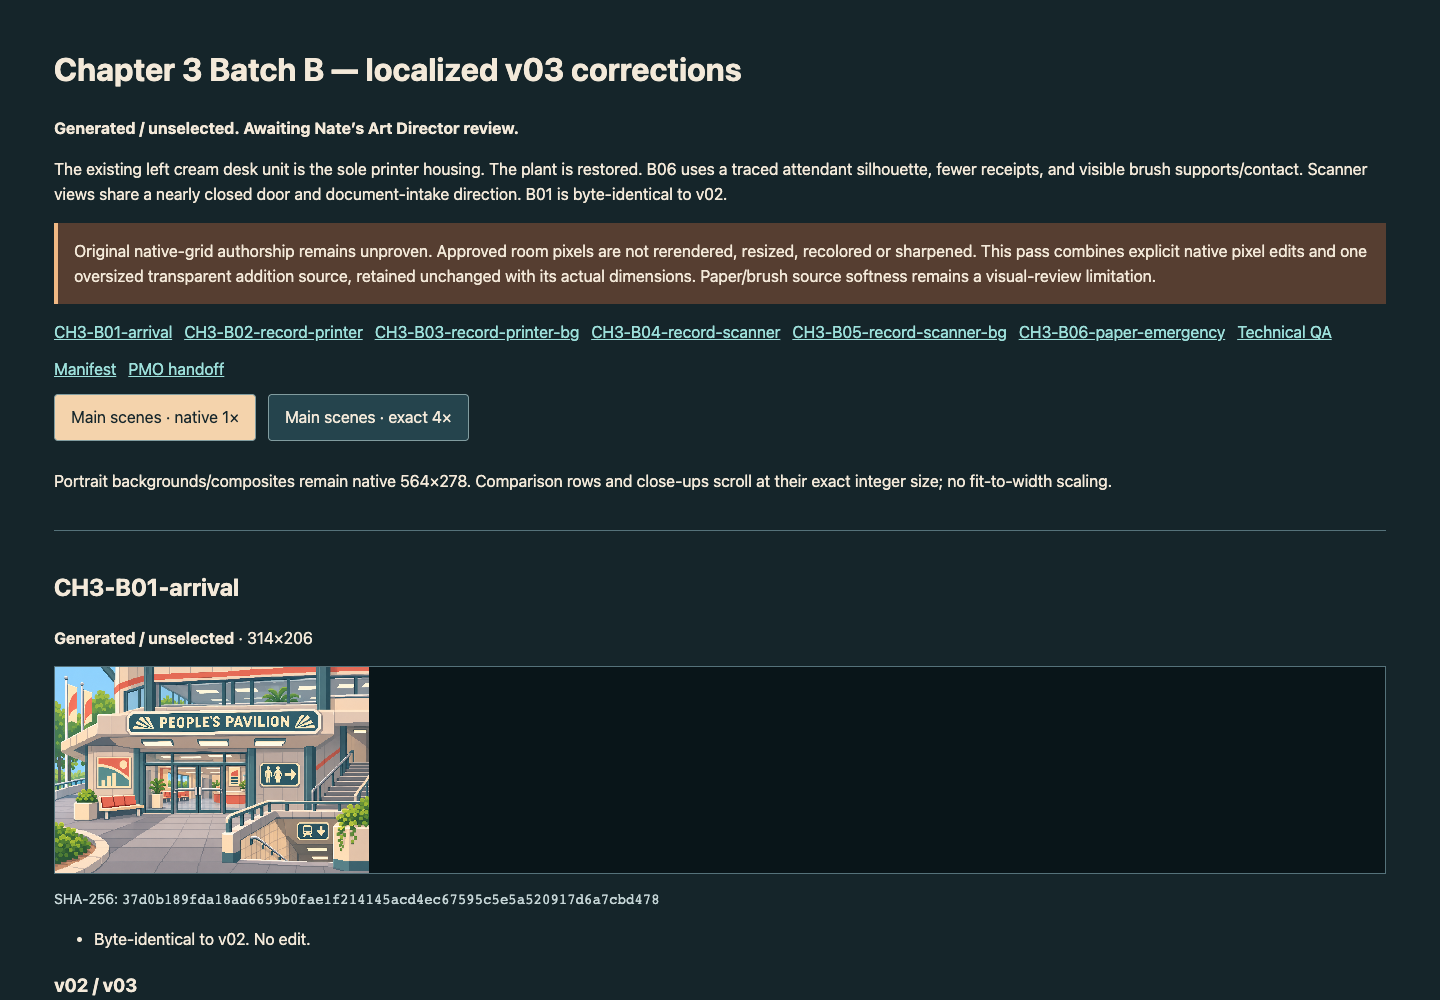 Chapter 3 Batch B — localized v03 corrections
Generated / unselected. Awaiting Nate’s Art Director review.
The existing left cream desk unit is the sole printer housing. The plant is restored. B06 uses a traced attendant silhouette, fewer receipts, and visible brush supports/contact. Scanner
views share a nearly closed door and document-intake direction. B01 is byte-identical to v02.
Original native-grid authorship remains unproven. Approved room pixels are not rerendered, resized, recolored or sharpened. This pass combines explicit native pixel edits and one
oversized transparent addition source, retained unchanged with its actual dimensions. Paper/brush source softness remains a visual-review limitation.
CH3-B01-arrival CH3-B02-record-printer CH3-B03-record-printer-bg CH3-B04-record-scanner CH3-B05-record-scanner-bg CH3-B06-paper-emergency Technical QA
Manifest PMO handoff
Main scenes · native 1× Main scenes · exact 4×
Portrait backgrounds/composites remain native 564×278. Comparison rows and close-ups scroll at their exact integer size; no fit-to-width scaling.
CH3-B01-arrival
Generated / unselected · 314×206
PEOPLE'S PAVILION
SHA-256: 37d0b189fda18ad6659b0fae1f214145acd4ec67595c5e5a520917d6a7cbd478
• Byte-identical to v02. No edit.
v02 / v03